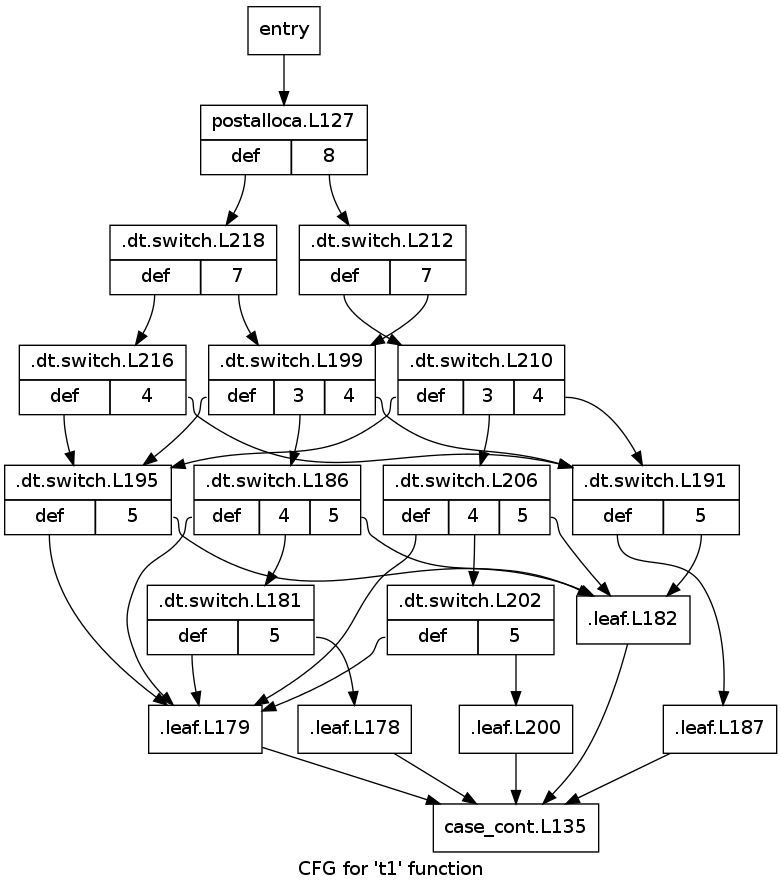 entry
postalloca.L127
def 8
.dt.switch.L218 .dt.switch.L212
def 7 def 7
.dt.switch.L216 .dt.switch.L199 .dt.switch.L210
def 4 def 3 4 def 3 4
.dt.switch.L195 .dt.switch.L186 .dt.switch.L206 .dt.switch.L191
def 5 def 4 5 def 4 5 def 5
.dt.switch.L181 .dt.switch.L202 .leaf.L182
def 5 def 5
.leaf.L179 .leaf.L178 .leaf.L200 .leaf.L187
case_cont.L135
CFG for 't1' function